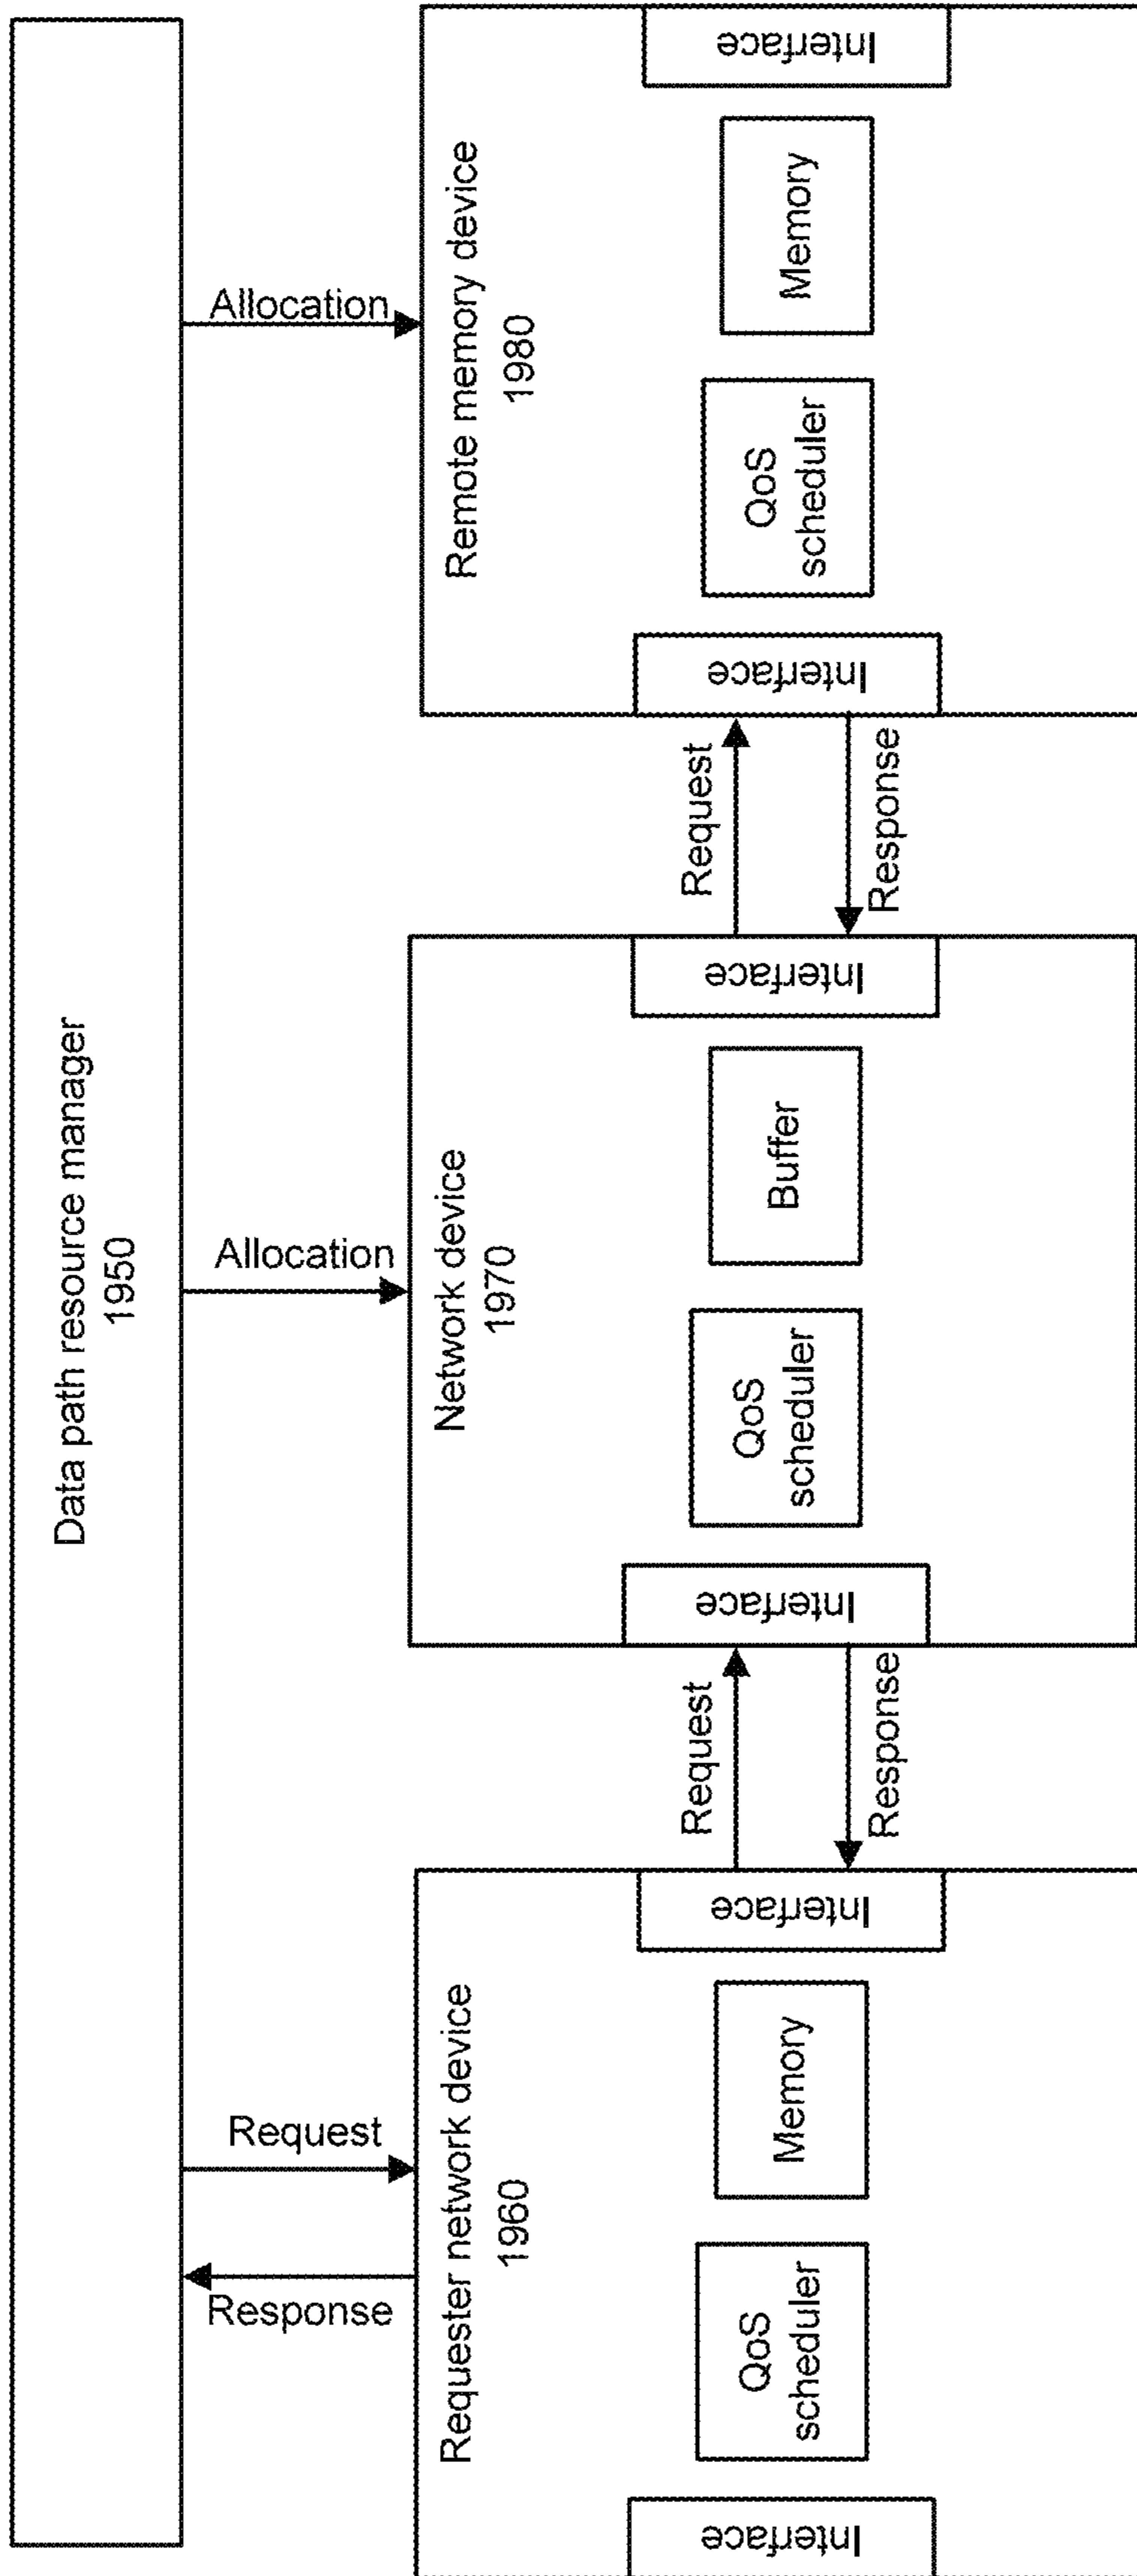 Data path resource manager
1950
Response
Request
Allocation
Allocation
Requester network device
1960
Interface
QoS
scheduler
Memory
Interface
Request
Response
Network device
1970
Interface
QoS
scheduler
Buffer
Interface
Request
Response
Remote memory device
1980
Interface
QoS
scheduler
Memory
Interface